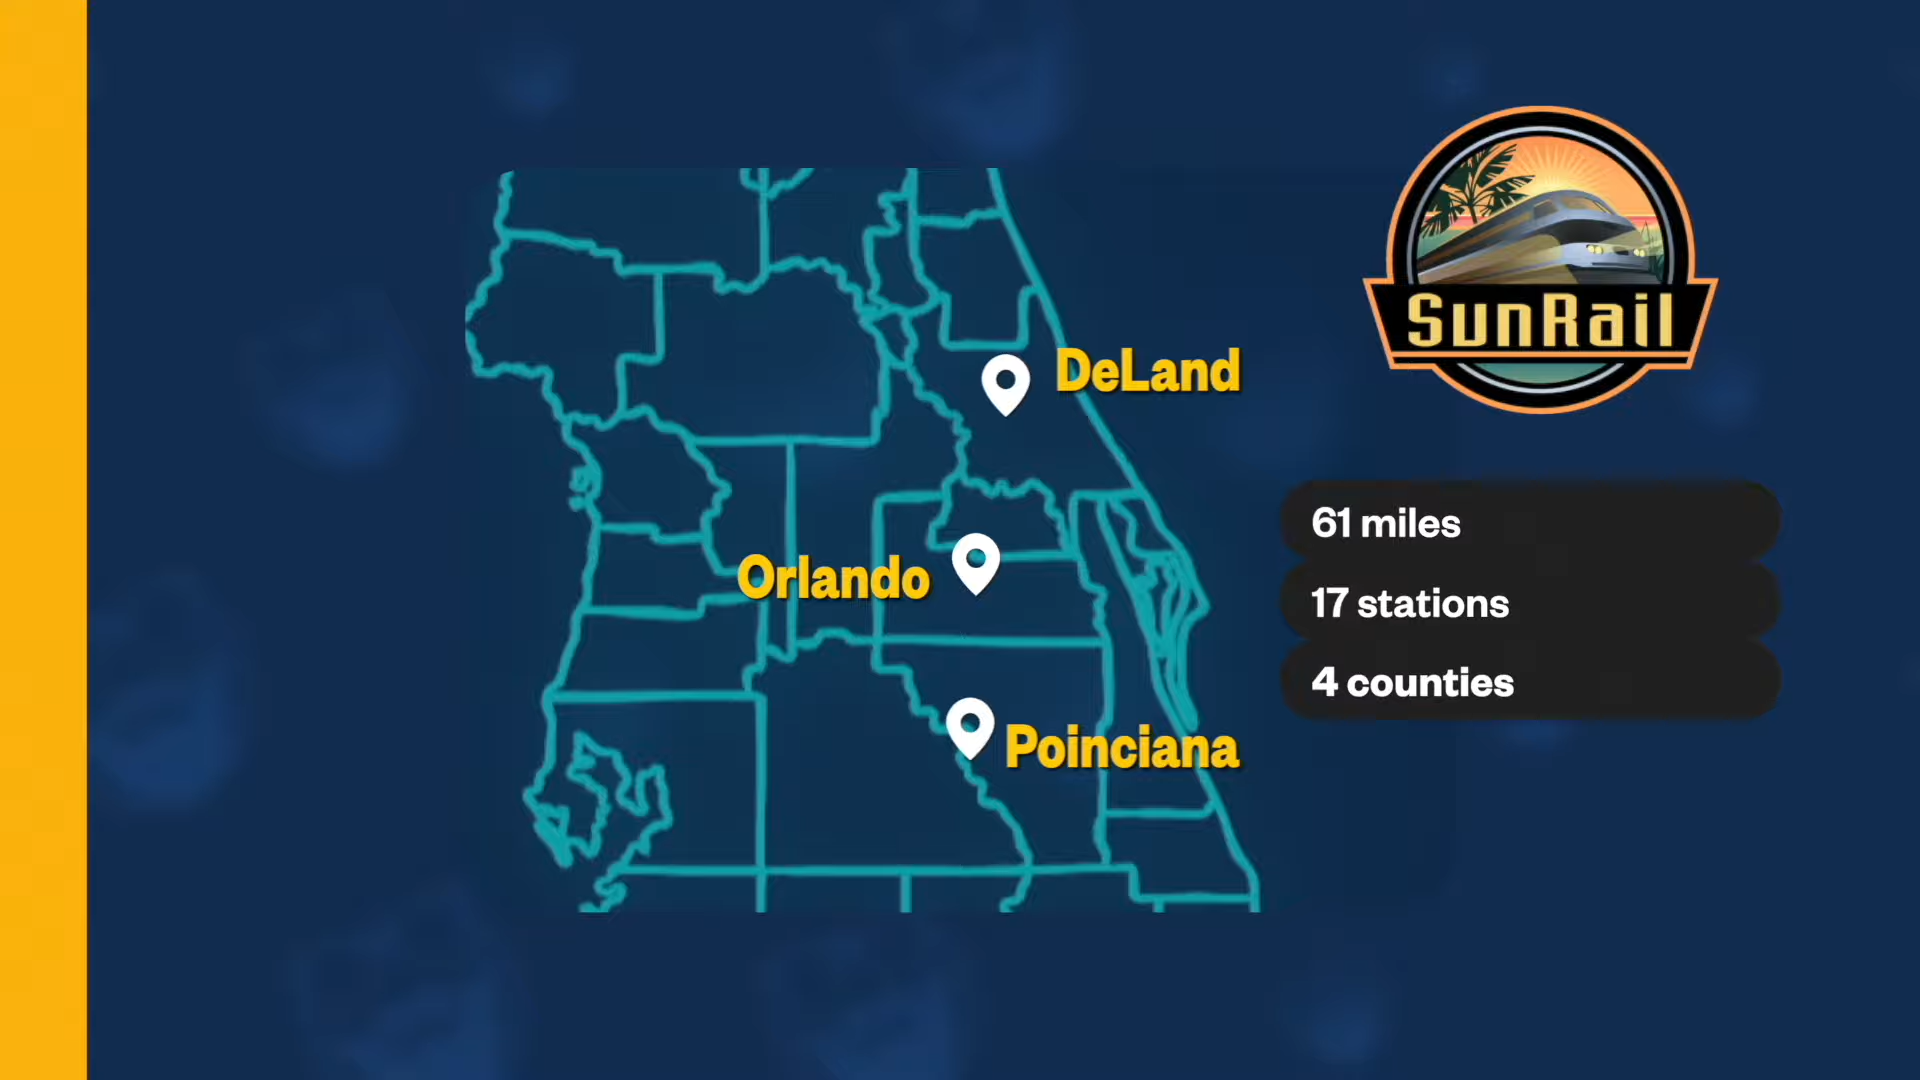 SunRail
DeLand
Orlando
Poinciana
61 miles
17 stations
4 counties